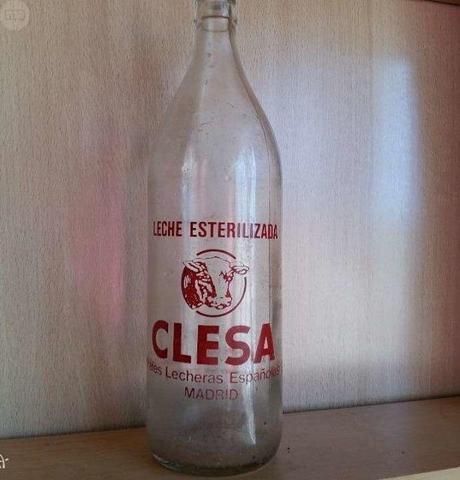 LECHE ESTERILIZADA
CLESA
Lecheras Españolas
MADRID